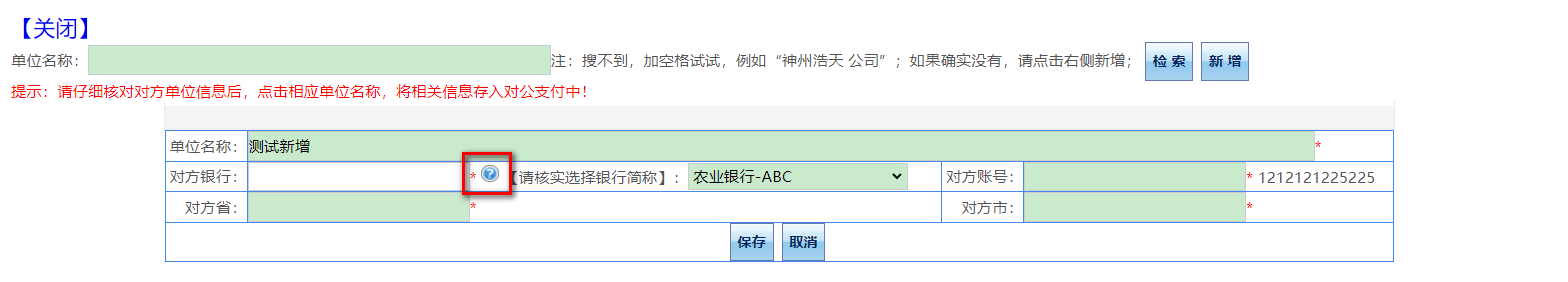 【关闭】
单位名称： 注：搜不到，加空格试试，例如“神州浩天 公司”；如果确实没有，请点击右侧新增； 检 索 新 增
提示：请仔细核对对方单位信息后，点击相应单位名称，将相关信息存入对公支付中！
单位名称： 测试新增 *
对方银行： * ? 【请核实选择银行简称】： 农业银行-ABC 对方账号： * 1212121225225
对方省： * 对方市： *
保存 取消